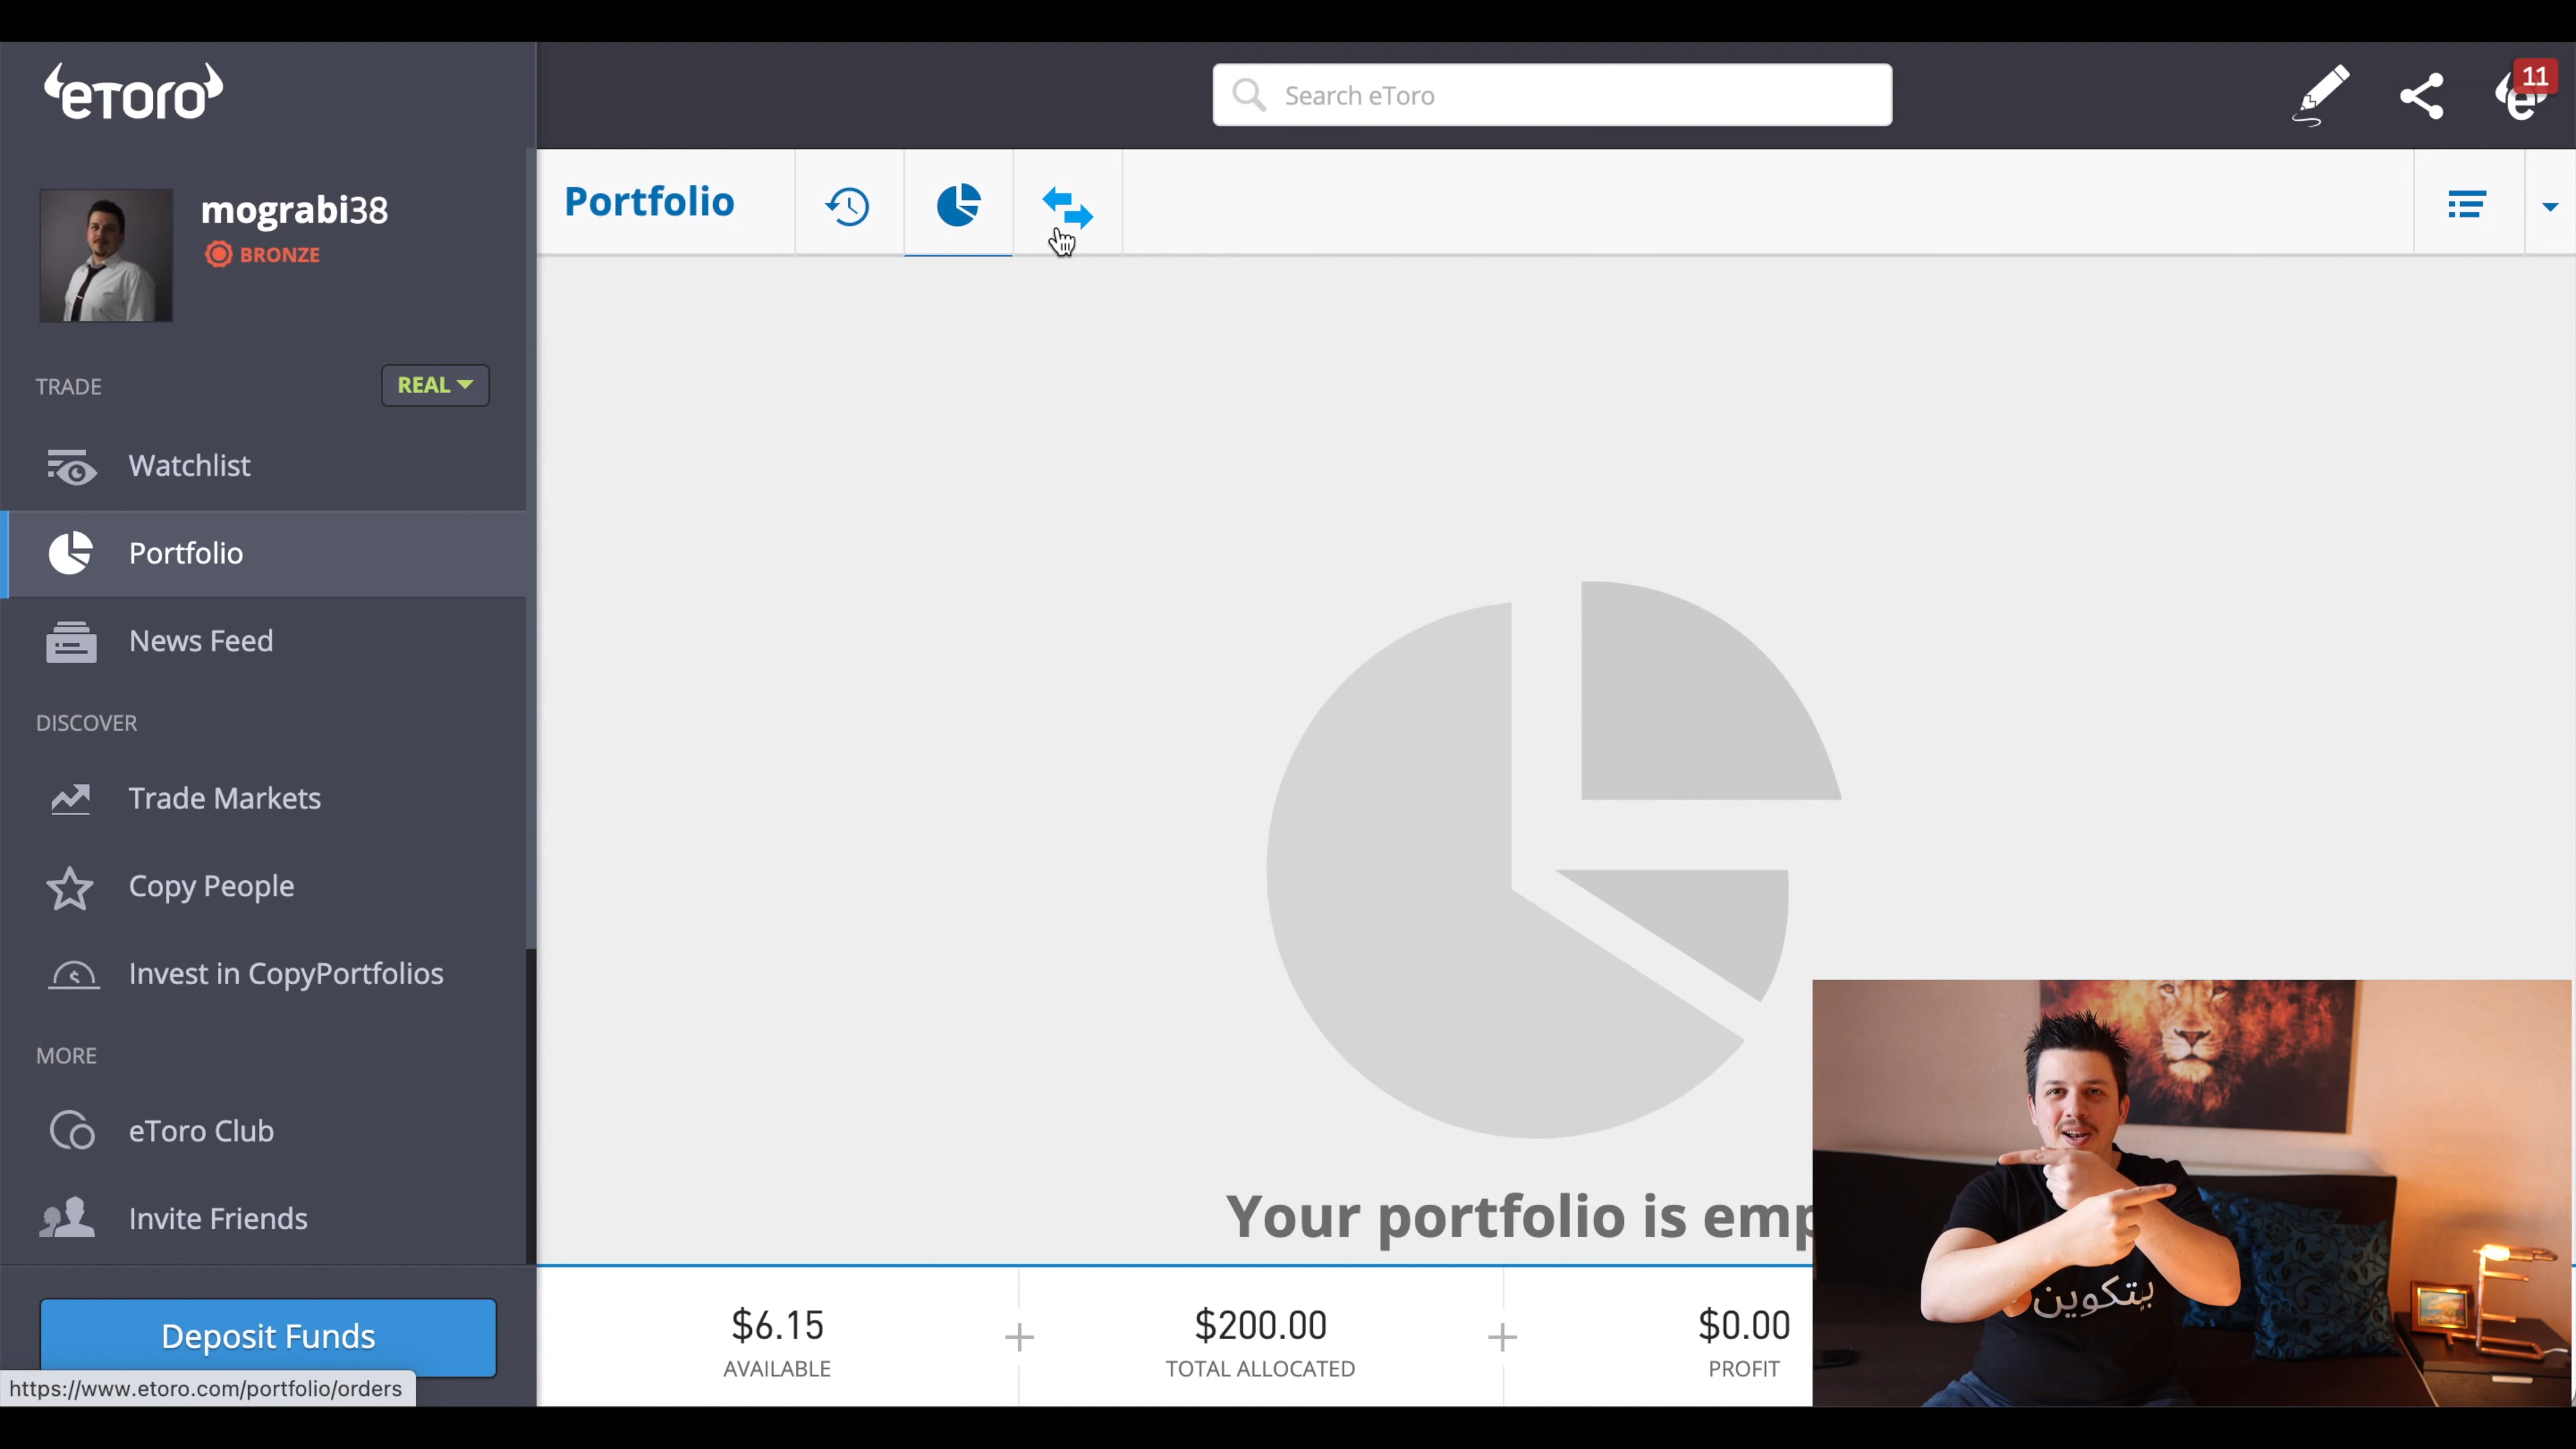 eTORO
Search eToro
11
mograbi38
BRONZE
Portfolio
TRADE
REAL
Watchlist
Portfolio
News Feed
DISCOVER
Trade Markets
Copy People
Invest in CopyPortfolios
MORE
eToro Club
Invite Friends
Deposit Funds
https://www.etoro.com/portfolio/orders
Your portfolio is emp
$6.15
AVAILABLE
+
$200.00
TOTAL ALLOCATED
+
$0.00
PROFIT
بيتكوين